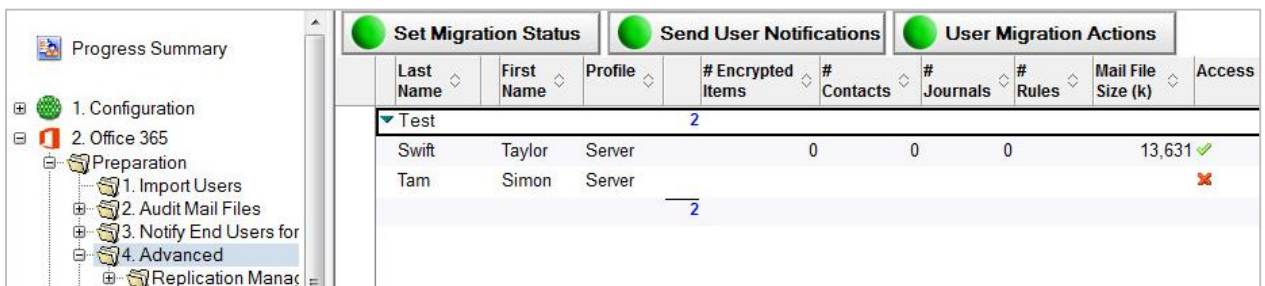 Progress Summary
1. Configuration
2. Office 365
Preparation
1. Import Users
2. Audit Mail Files
3. Notify End Users for
4. Advanced
Replication Manag
Set Migration Status Send User Notifications User Migration Actions
Last Name First Name Profile # Encrypted Items # Contacts # Journals # Rules Mail File Size (k) Access
Test 2
Swift Taylor Server 0 0 0 13,631
Tam Simon Server
2